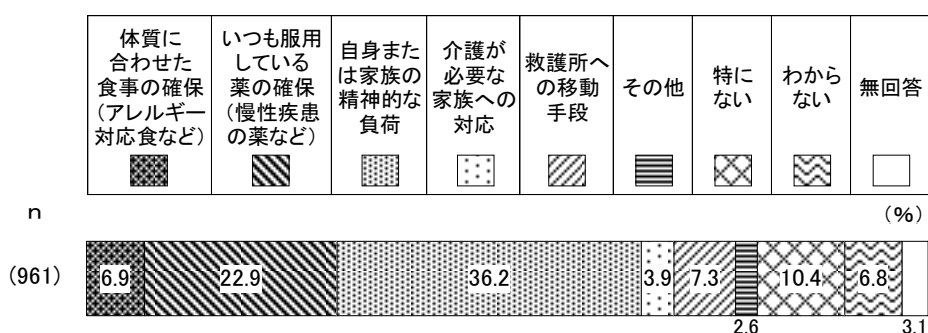 体質に
合わせた
食事の確保
(アレルギー
対応食など)
いつも服用
している
薬の確保
(慢性疾患
の薬など)
自身また
は家族の
精神的な
負荷
介護が
必要な
家族への
対応
救護所へ
の移動
手段
その他
特に
ない
わから
ない
無回答
n
(%)
(961)
6.9
22.9
36.2
3.9
7.3
2.6
10.4
6.8
3.1